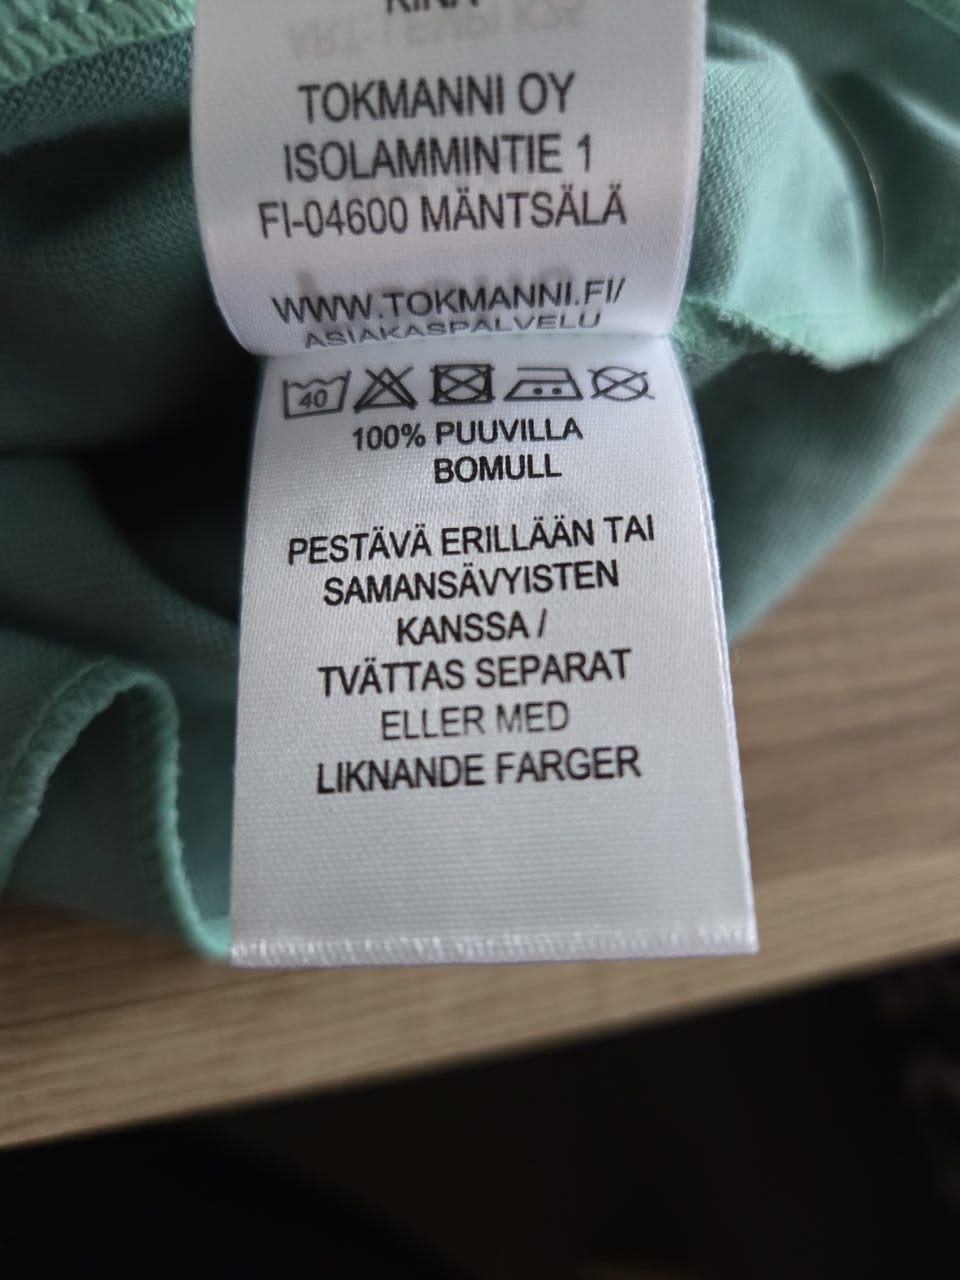 TOKMANNI OY
ISOLAMMINTIE 1
FI-04600 MÄNTSÄLÄ
WWW.TOKMANNI.FI/
ASIAKASPALVELU
40
100% PUUVILLA
BOMULL
PESTÄVÄ ERILLÄÄN TAI
SAMANSÄVYISTEN
KANSSA /
TVÄTTAS SEPARAT
ELLER MED
LIKNANDE FARGER